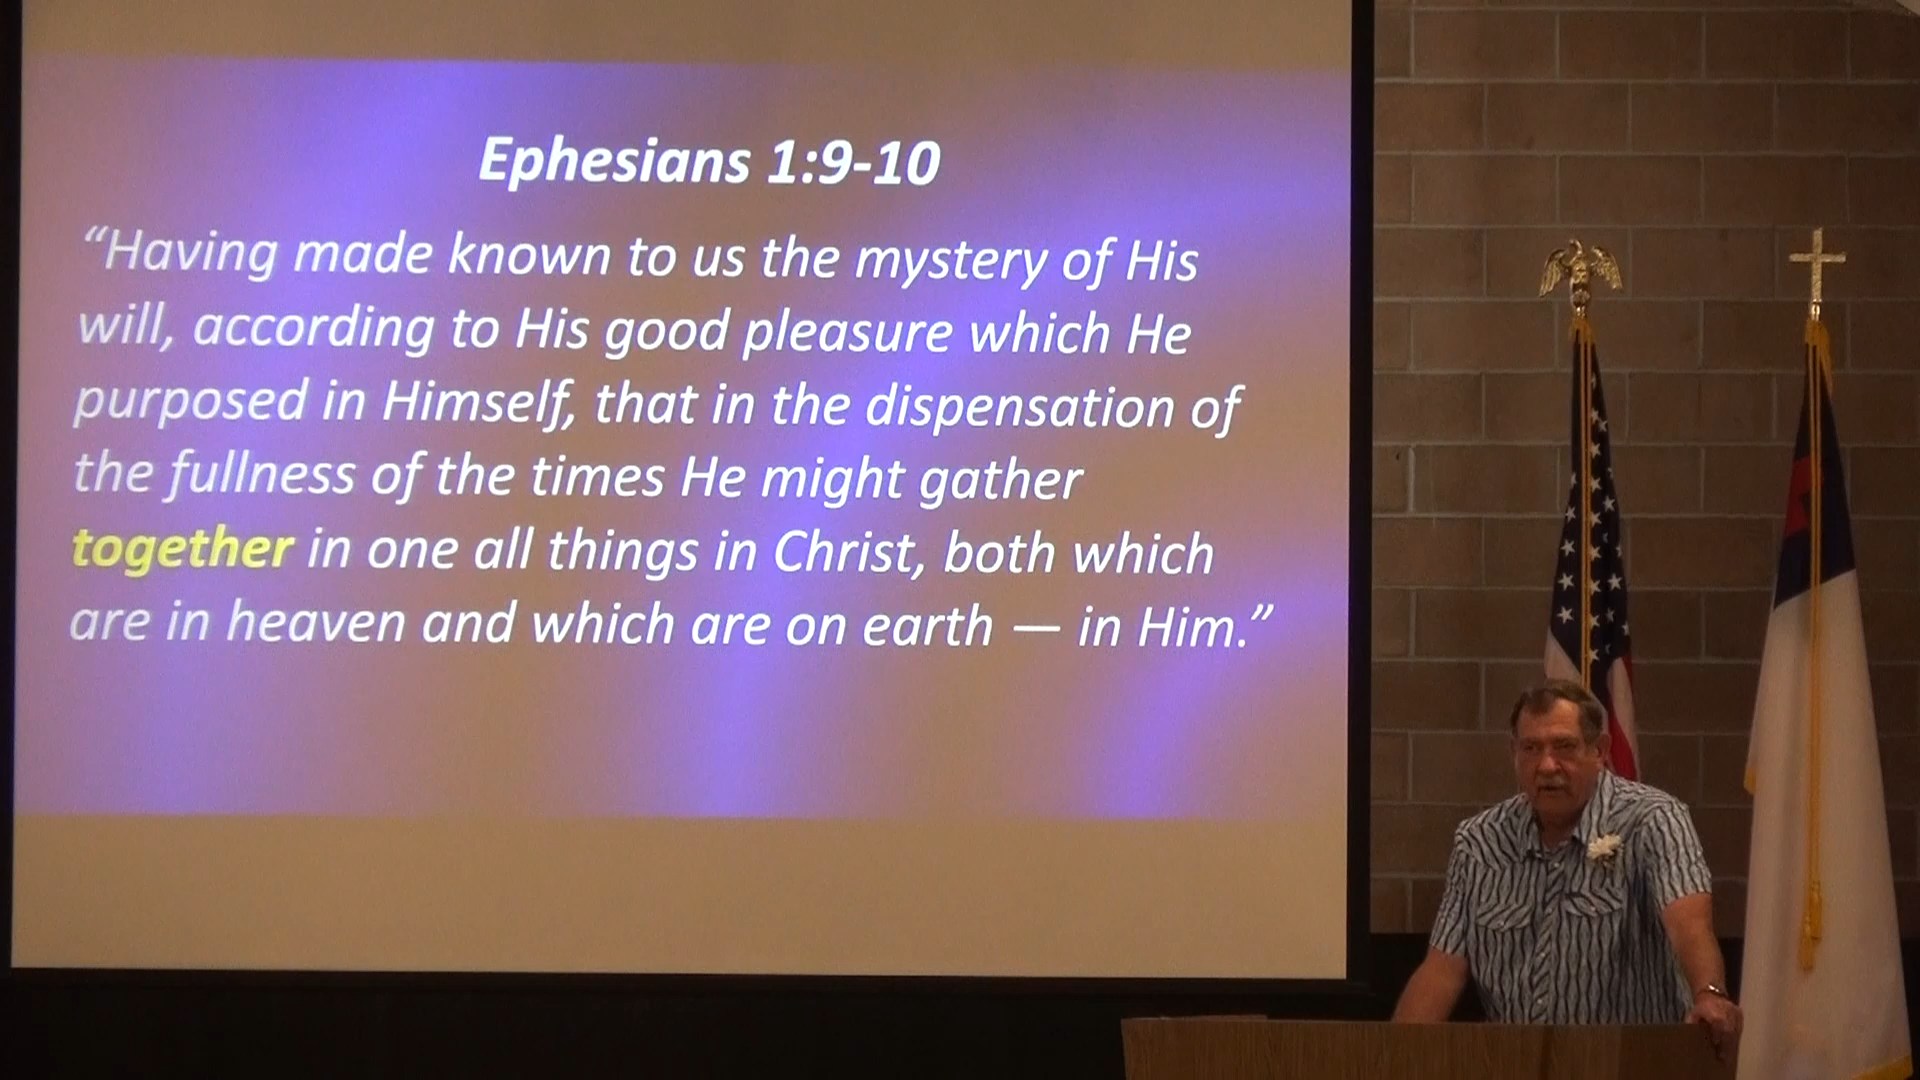 Ephesians 1:9-10
“Having made known to us the mystery of His
will, according to His good pleasure which He
purposed in Himself, that in the dispensation of
the fullness of the times He might gather
together in one all things in Christ, both which
are in heaven and which are on earth — in Him.”